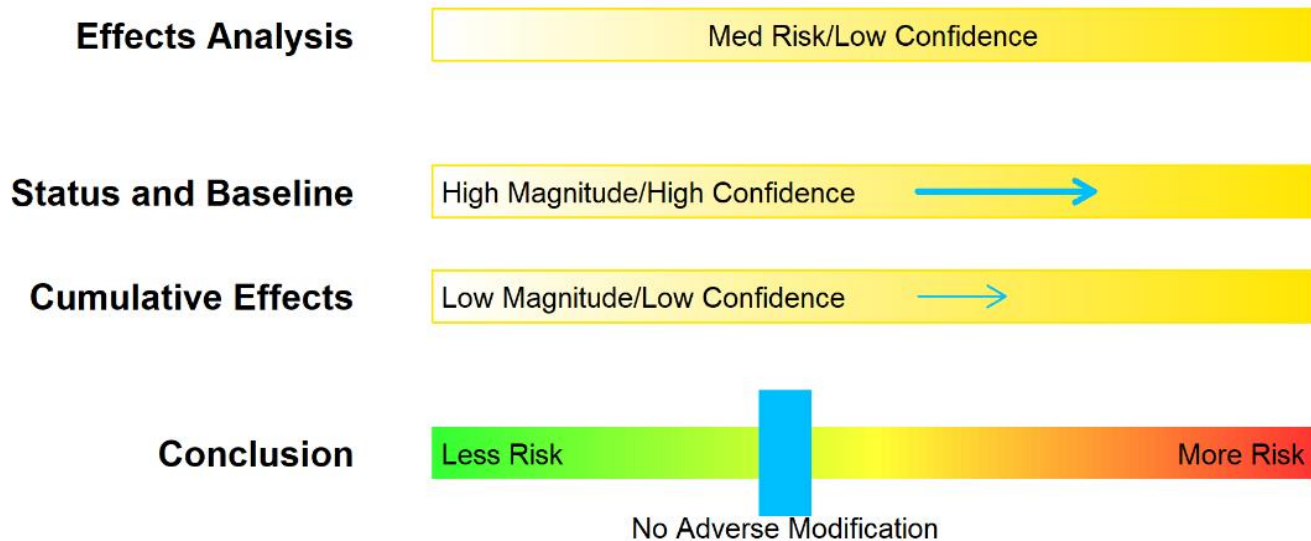 Effects Analysis
Med Risk/Low Confidence
Status and Baseline
High Magnitude/High Confidence
Cumulative Effects
Low Magnitude/Low Confidence
Conclusion
Less Risk
More Risk
No Adverse Modification